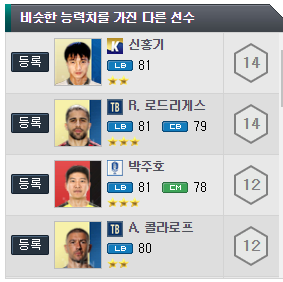 비슷한 능력치를 가진 다른 선수
등록 K 신홍기 14
LB 81
등록 TB R. 로드리게스 14
LB 81 CB 79
등록 박주호 12
LB 81 CM 78
등록 TB A. 콜라로프 12
LB 80